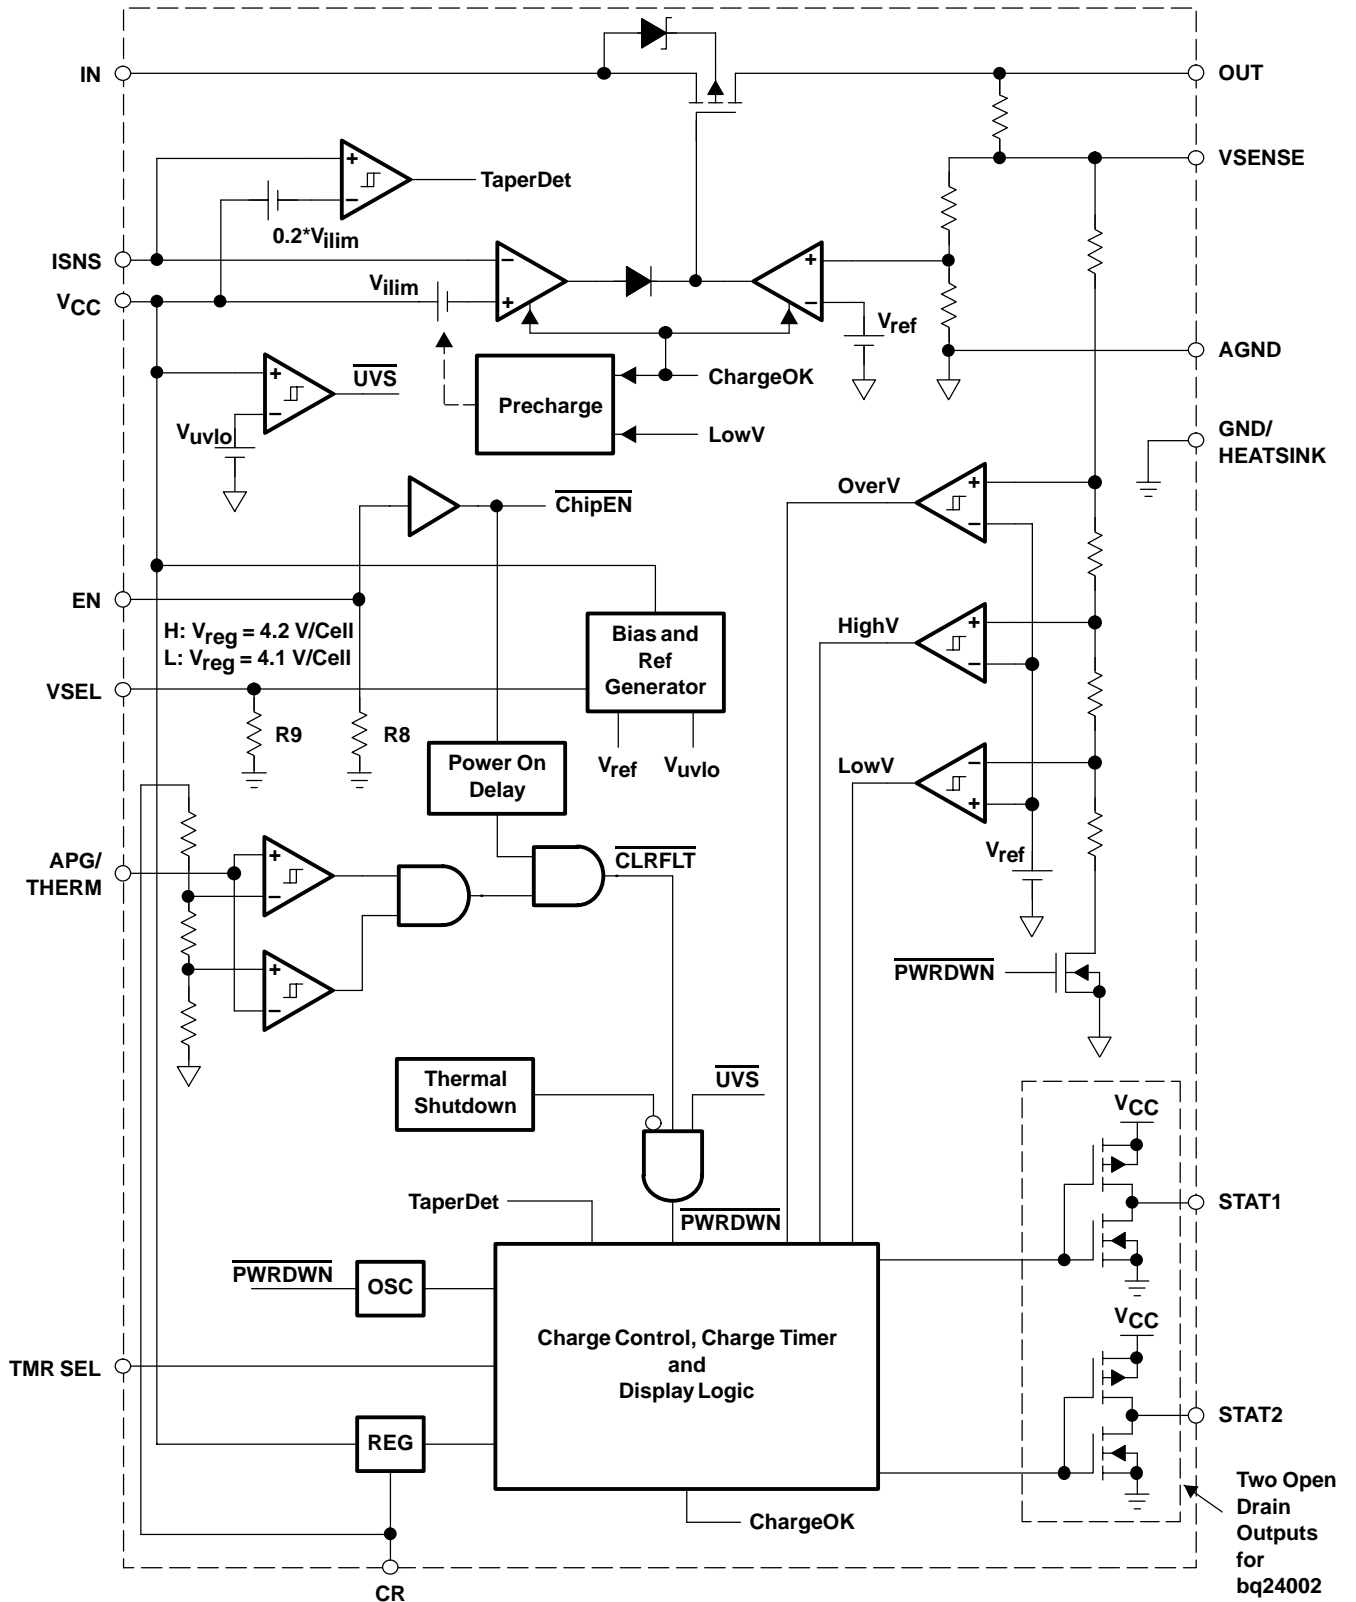 IN
OUT
VSENSE
+
−
TaperDet
0.2*Vilim
ISNS
VCC
Vilim
−
+
+
−
Vref
AGND
+
−
UVS
Vuvlo
Precharge
ChargeOK
LowV
GND/
HEATSINK
ChipEN
OverV
+
−
EN
H: Vreg = 4.2 V/Cell
L: Vreg = 4.1 V/Cell
Bias and
Ref
Generator
HighV
+
−
VSEL
R9
R8
Vref
Vuvlo
Power On
Delay
LowV
−
+
Vref
APG/
THERM
+
−
CLRFLT
+
−
PWRDWN
Thermal
Shutdown
UVS
VCC
STAT1
TaperDet
PWRDWN
PWRDWN
OSC
Charge Control, Charge Timer
and
Display Logic
VCC
TMR SEL
STAT2
REG
Two Open
Drain
Outputs
for
bq24002
ChargeOK
CR